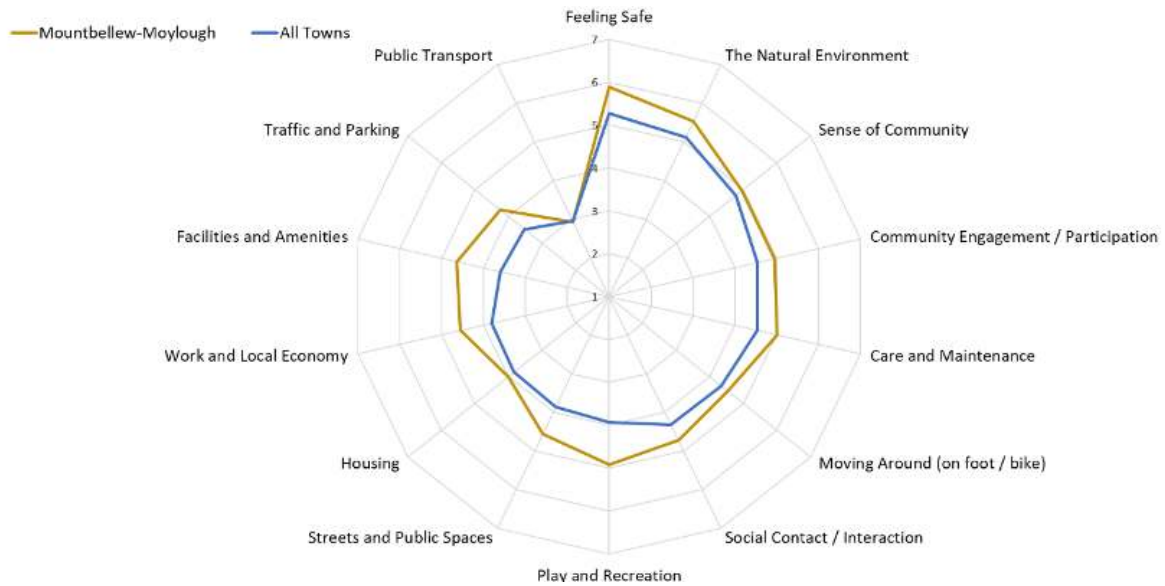 Feeling Safe
Mountbellew-Moylough
All Towns
7
Public Transport
The Natural Environment
6
Traffic and Parking
5
Sense of Community
4
3
Facilities and Amenities
Community Engagement / Participation
2
1
Work and Local Economy
Care and Maintenance
Housing
Moving Around (on foot / bike)
Streets and Public Spaces
Social Contact / Interaction
Play and Recreation